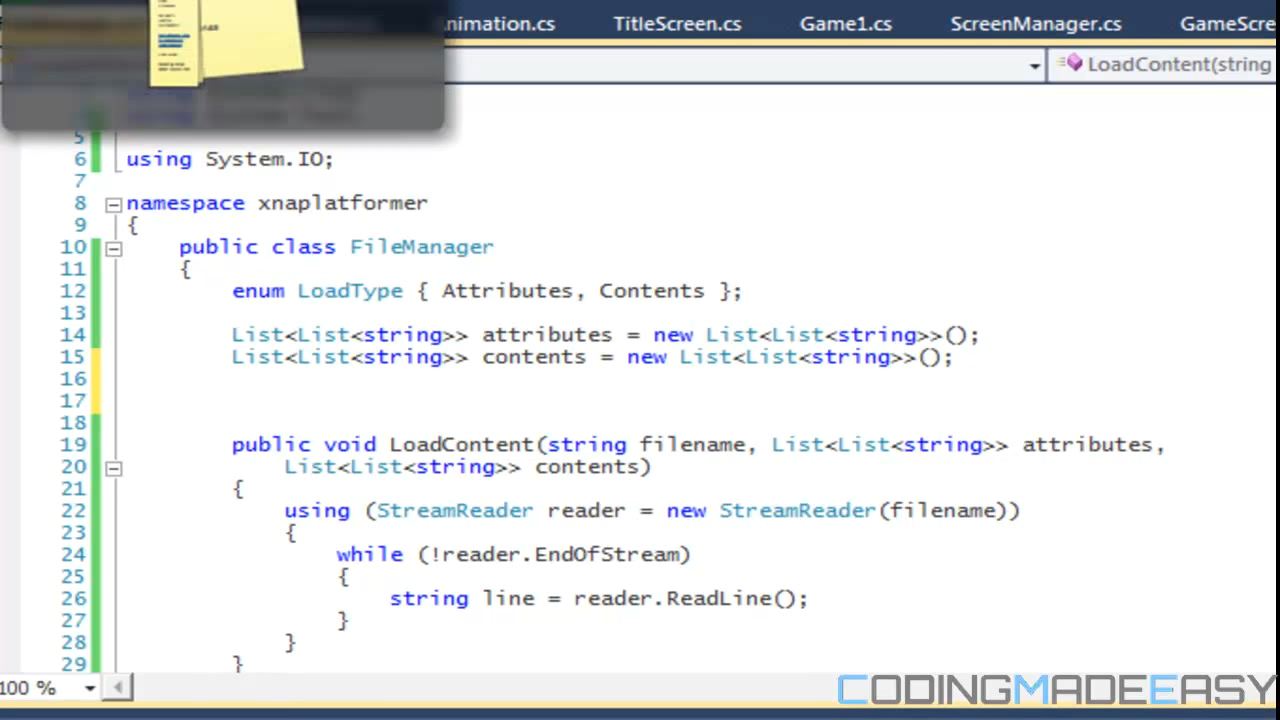 nimation.cs TitleScreen.cs Game1.cs ScreenManager.cs GameScre
LoadContent(string
5
6 using System.IO;
7
8 namespace xnaplatformer
9 {
10 public class FileManager
11 {
12 enum LoadType { Attributes, Contents };
13
14 List<List<string>> attributes = new List<List<string>>();
15 List<List<string>> contents = new List<List<string>>();
16
17
18
19 public void LoadContent(string filename, List<List<string>> attributes,
20 List<List<string>> contents)
21 {
22 using (StreamReader reader = new StreamReader(filename))
23 {
24 while (!reader.EndOfStream)
25 {
26 string line = reader.ReadLine();
27 }
28 }
29 }
100 %
CODINGMADEEASY